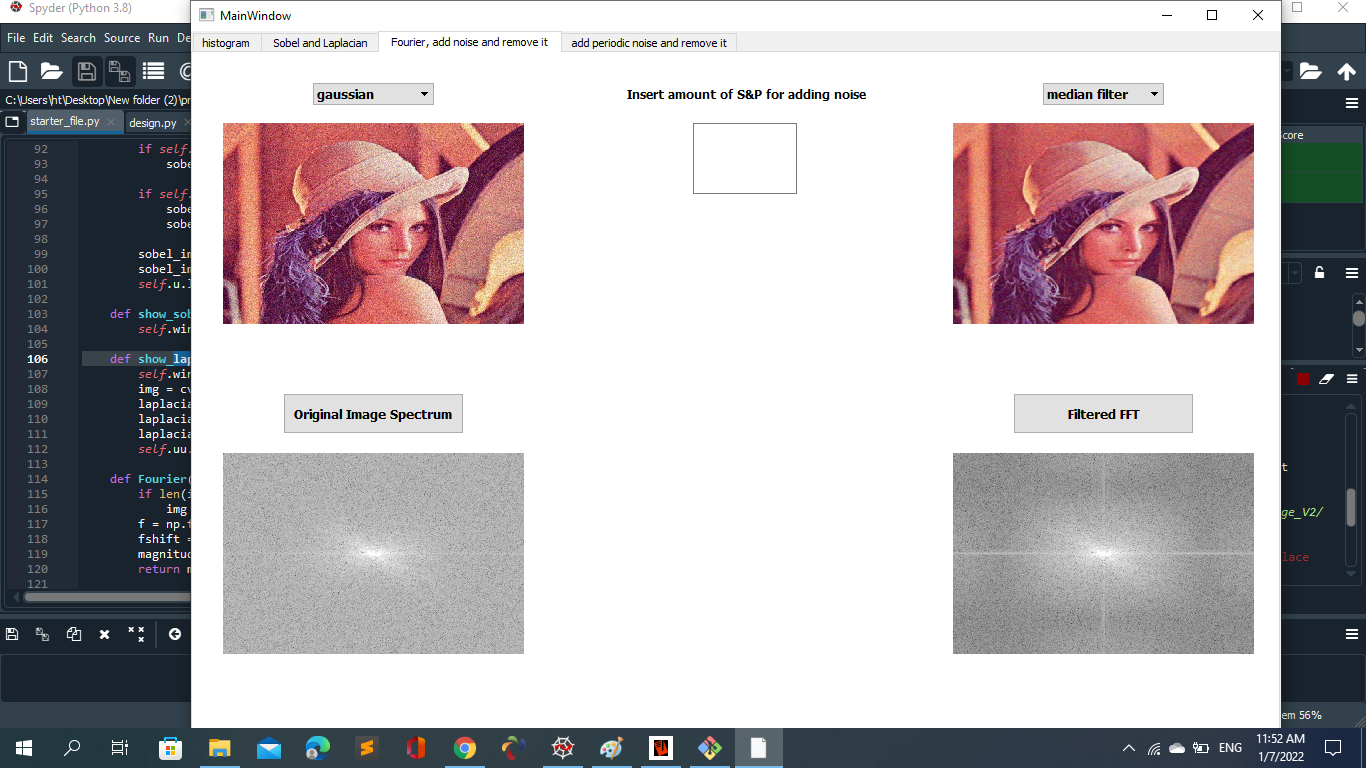 Spyder (Python 3.8)
MainWindow
File Edit Search Source Run De
histogram Sobel and Laplacian Fourier, add noise and remove it add periodic noise and remove it
C:\Users\ht\Desktop\New folder (2)\pr
starter_file.py design.py
gaussian
Insert amount of S&P for adding noise
median filter
core
92 if self.
93 sobe
94
95 if self.
96 sobe
97 sobe
98
99 sobel_im
100 sobel_im
101 self.u.l
102
103 def show_sob
104 self.win
105
106 def show_lap
107 self.win
108 img = cv
109 laplacia
110 laplacia
111 laplacia
112 self.uu.
113
114 def Fourier(
115 if len(i
116 img
117 f = np.f
118 fshift =
119 magnitud
120 return m
121
Original Image Spectrum
Filtered FFT
t
ge_V2/
lace
em 56%
ENG
11:52 AM
1/7/2022